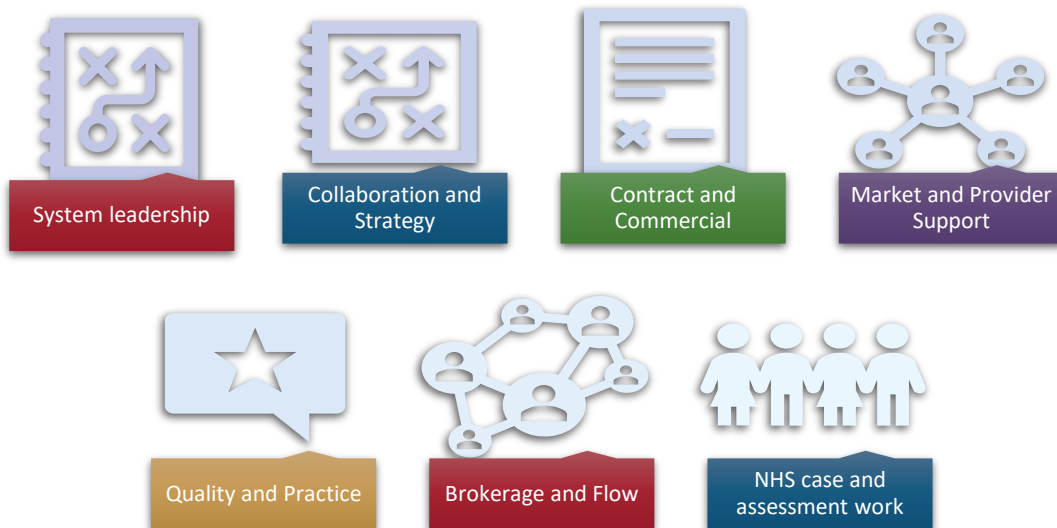 System leadership
Collaboration and
Strategy
Contract and
Commercial
Market and Provider
Support
Quality and Practice
Brokerage and Flow
NHS case and
assessment work